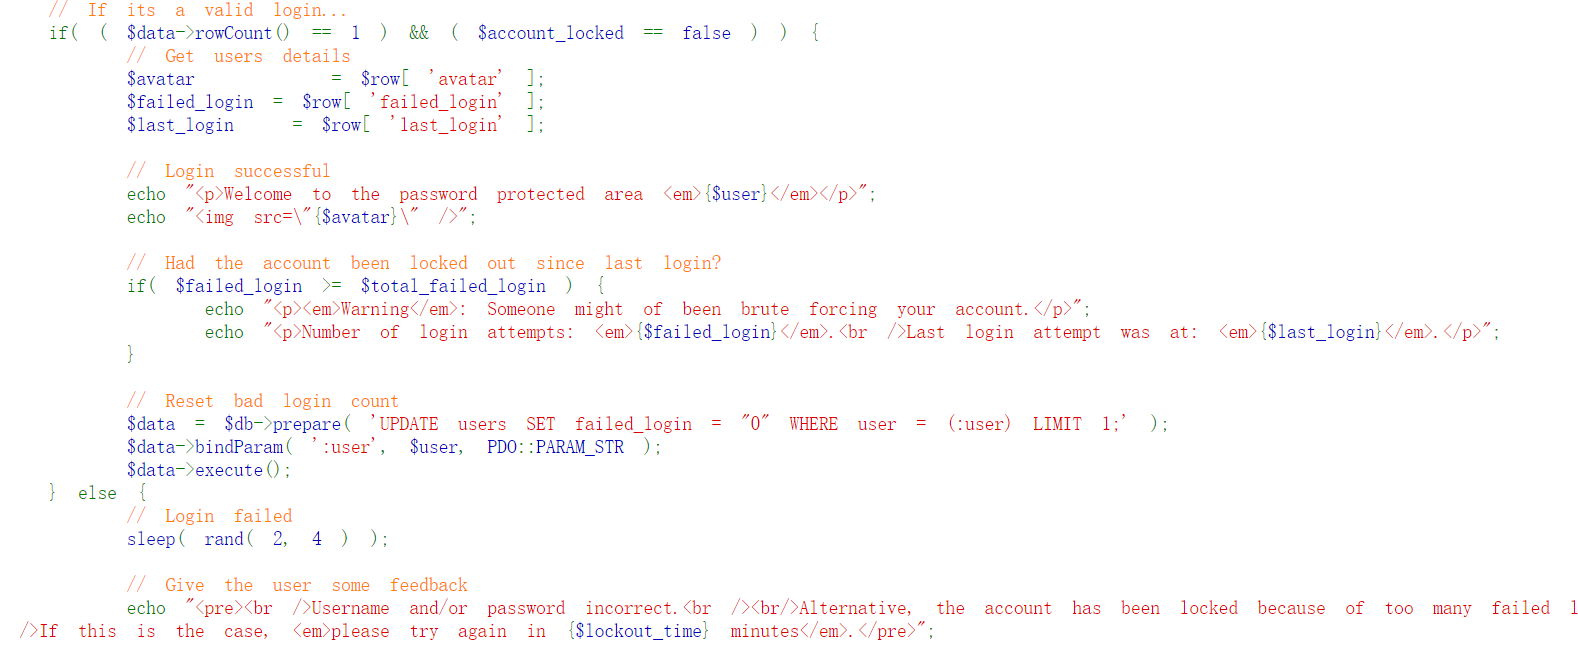 // If its a valid login...
if( ( $data->rowCount() == 1 ) && ( $account_locked == false ) ) {
// Get users details
$avatar = $row[ 'avatar' ];
$failed_login = $row[ 'failed_login' ];
$last_login = $row[ 'last_login' ];
// Login successful
echo "<p>Welcome to the password protected area <em>{$user}</em></p>";
echo "<img src=\"{$avatar}\" />";
// Had the account been locked out since last login?
if( $failed_login >= $total_failed_login ) {
echo "<p><em>Warning</em>: Someone might of been brute forcing your account.</p>";
echo "<p>Number of login attempts: <em>{$failed_login}</em>.<br />Last login attempt was at: <em>{$last_login}</em>.</p>";
}
// Reset bad login count
$data = $db->prepare( 'UPDATE users SET failed_login = "0" WHERE user = (:user) LIMIT 1;' );
$data->bindParam( ':user', $user, PDO::PARAM_STR );
$data->execute();
} else {
// Login failed
sleep( rand( 2, 4 ) );
// Give the user some feedback
echo "<pre><br />Username and/or password incorrect.<br /><br/>Alternative, the account has been locked because of too many failed l
/>If this is the case, <em>please try again in {$lockout_time} minutes</em>.</pre>";